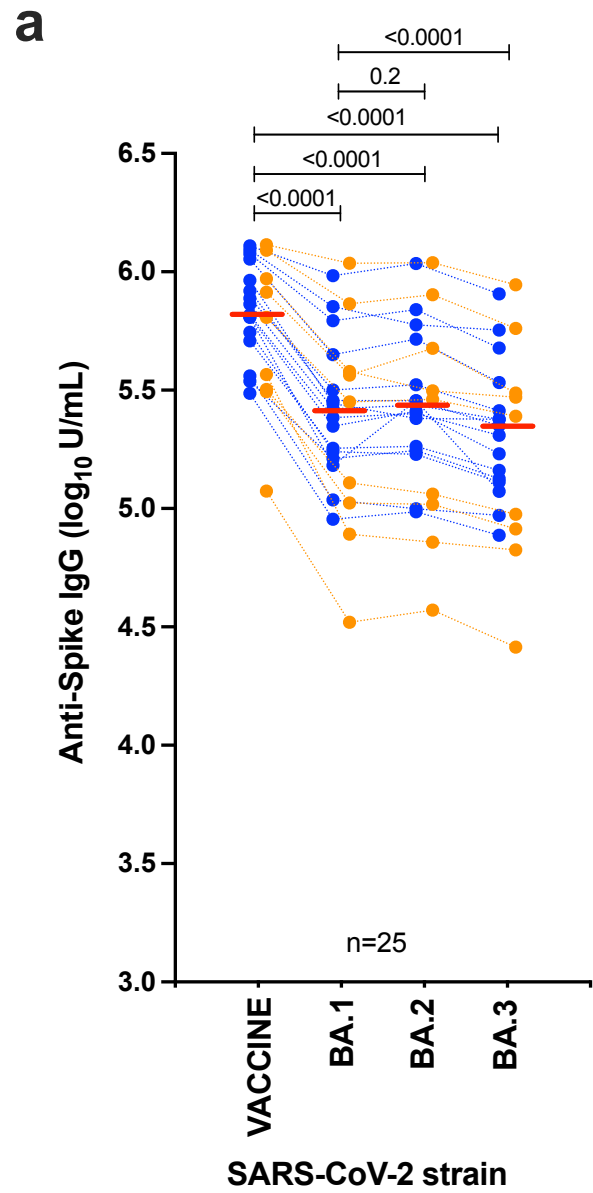 a
<0.0001
0.2
<0.0001
<0.0001
<0.0001
6.5
6.0
5.5
5.0
4.5
4.0
3.5
3.0
Anti-Spike IgG (log10 U/mL)
n=25
VACCINE
BA.1
BA.2
BA.3
SARS-CoV-2 strain